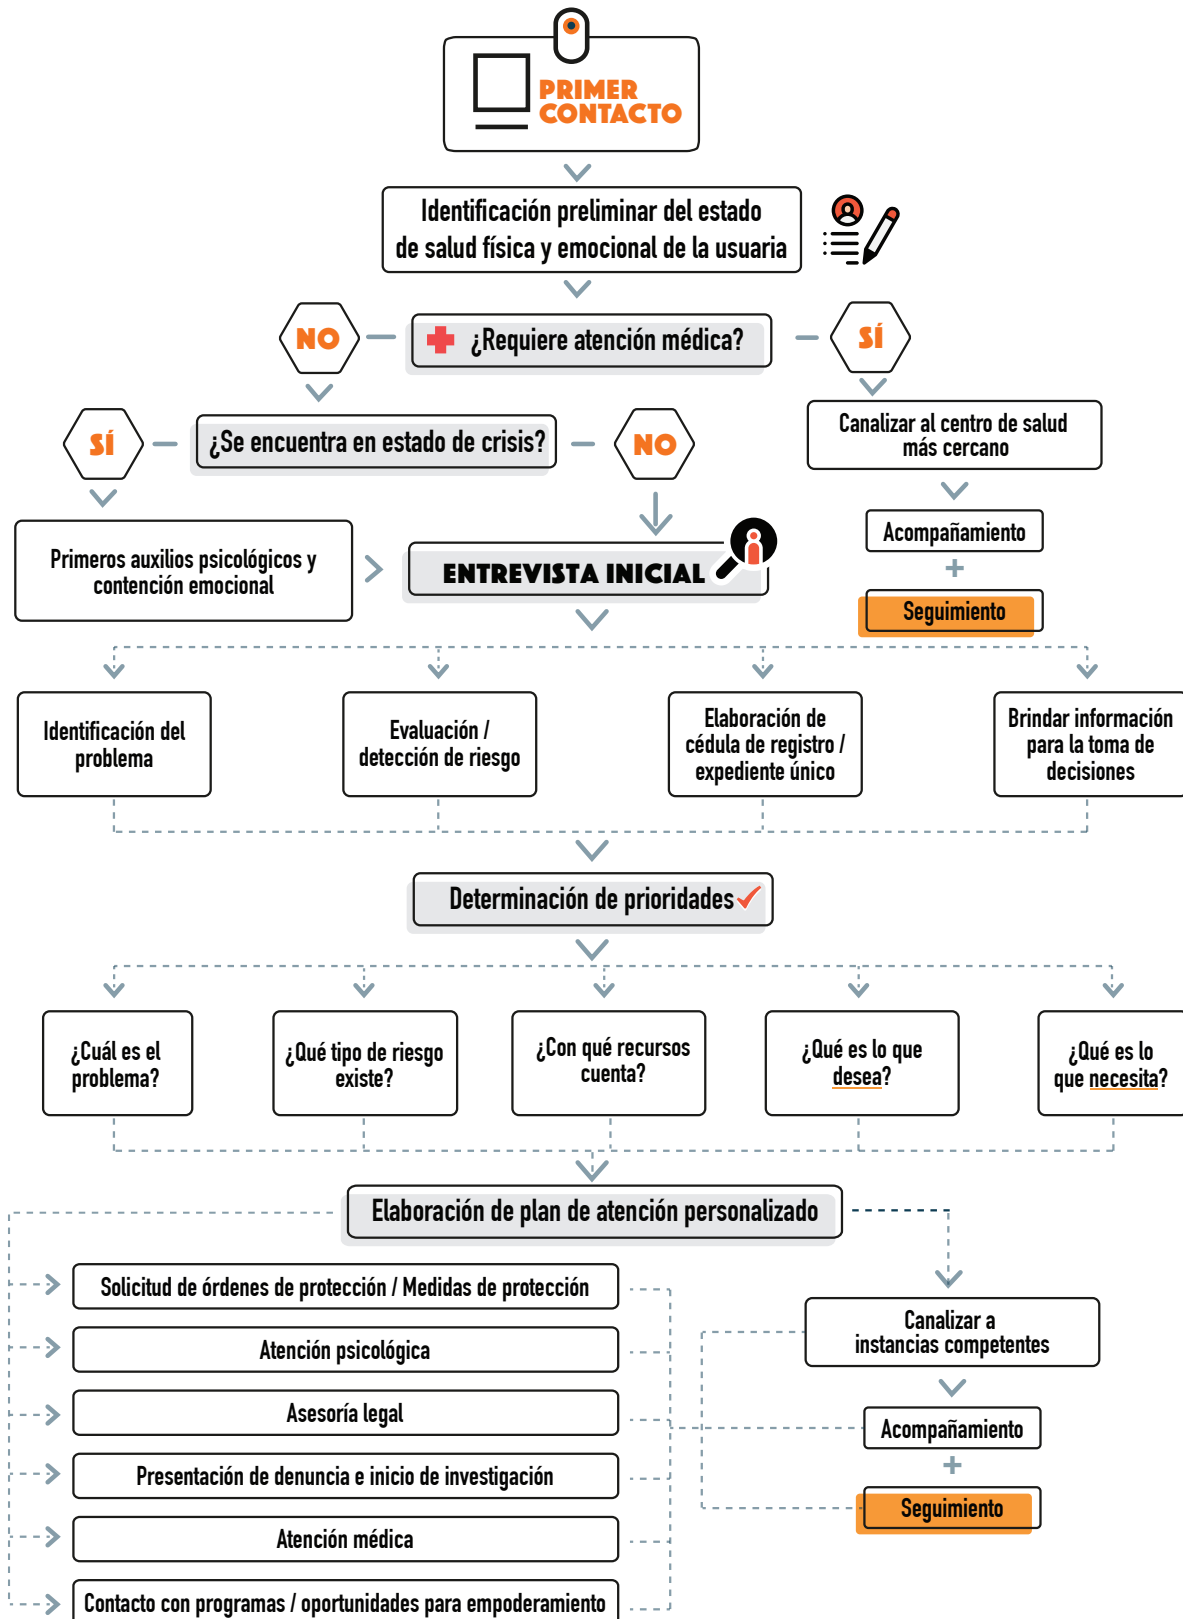 PRIMER
CONTACTO
Identificación preliminar del estado
de salud física y emocional de la usuaria
NO
¿Requiere atención médica?
SÍ
SÍ
¿Se encuentra en estado de crisis?
NO
Canalizar al centro de salud
más cercano
Primeros auxilios psicológicos y
contención emocional
ENTREVISTA INICIAL
Acompañamiento
+
Seguimiento
Identificación del
problema
Evaluación /
detección de riesgo
Elaboración de
cédula de registro /
expediente único
Brindar información
para la toma de
decisiones
Determinación de prioridades
¿Cuál es el
problema?
¿Qué tipo de riesgo
existe?
¿Con qué recursos
cuenta?
¿Qué es lo que
desea?
¿Qué es lo
que necesita?
Elaboración de plan de atención personalizado
Solicitud de órdenes de protección / Medidas de protección
Atención psicológica
Asesoría legal
Presentación de denuncia e inicio de investigación
Atención médica
Contacto con programas / oportunidades para empoderamiento
Canalizar a
instancias competentes
Acompañamiento
+
Seguimiento